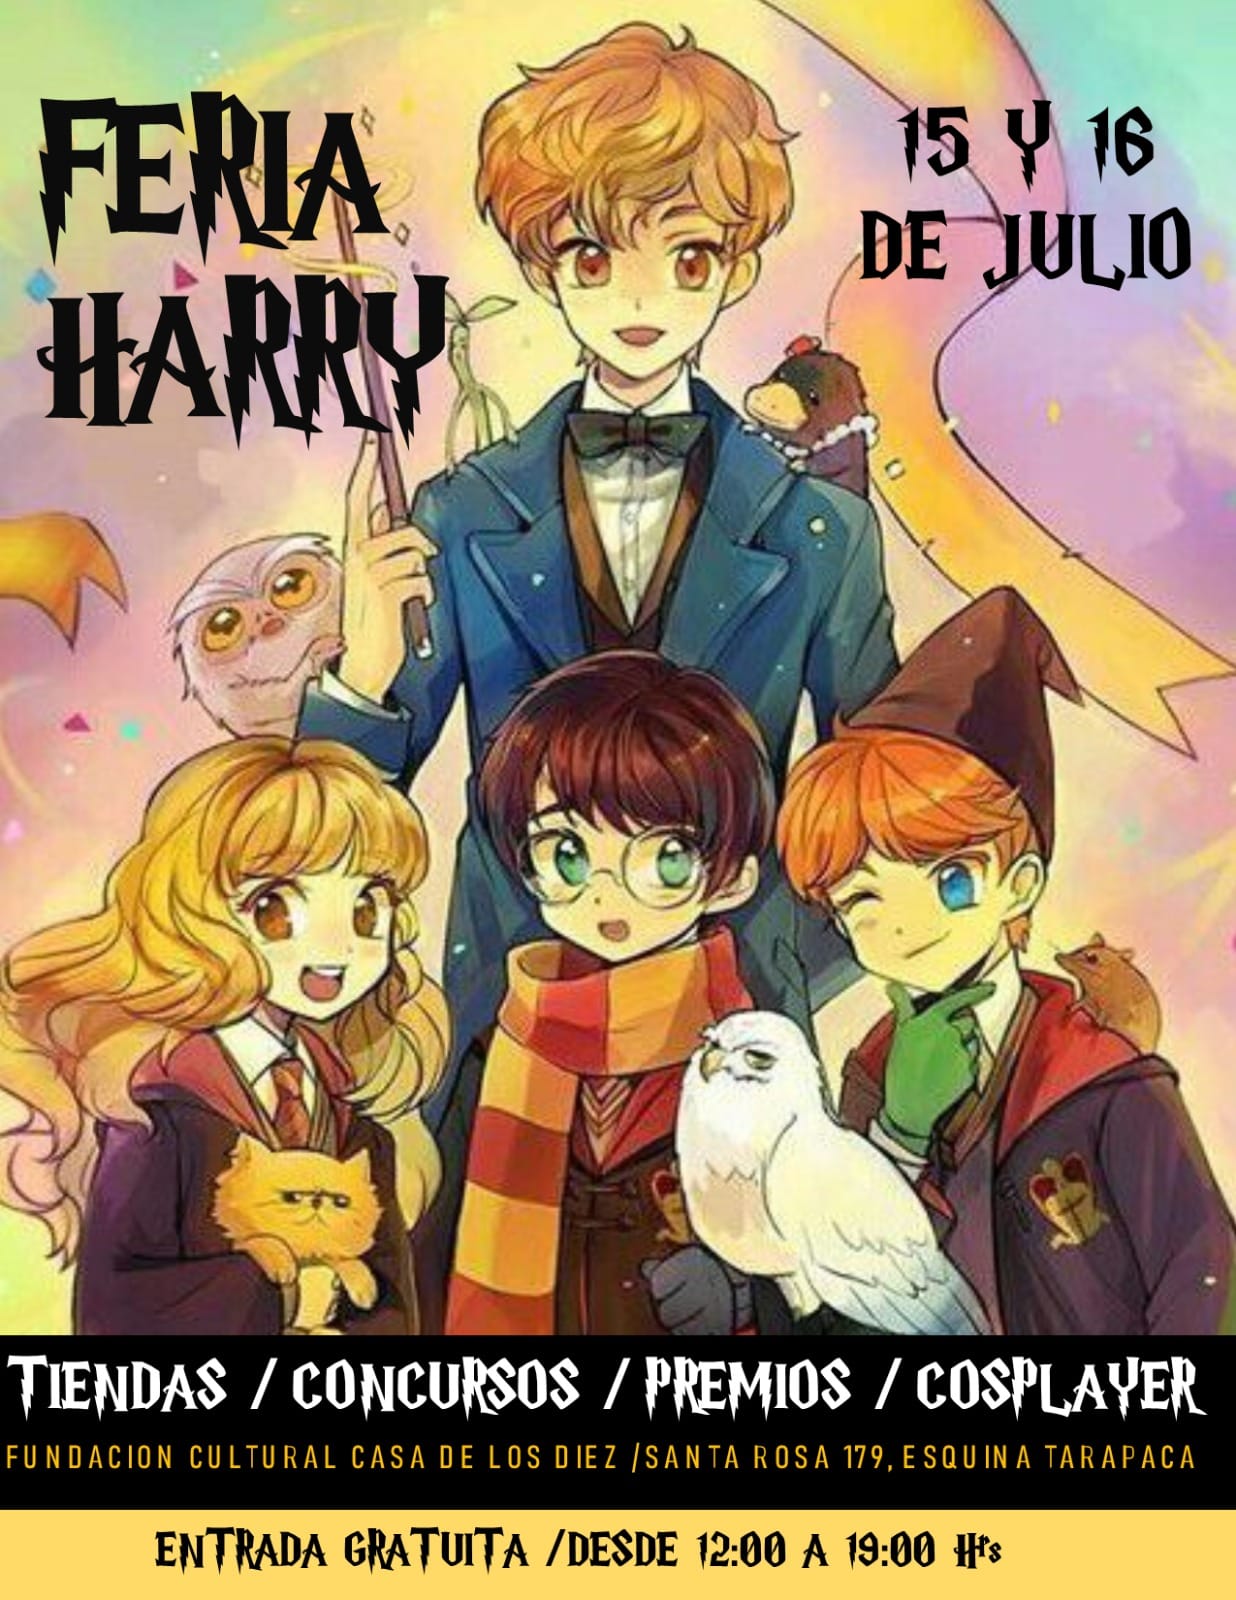 FERIA
HARRY
15 Y 16
DE JULIO
TIENDAS / CONCURSOS / PREMIOS / COSPLAYER
FUNDACION CULTURAL CASA DE LOS DIEZ /SANTA ROSA 179, ESQUINA TARAPACA
ENTRADA GRATUITA /DESDE 12:00 A 19:00 Hrs